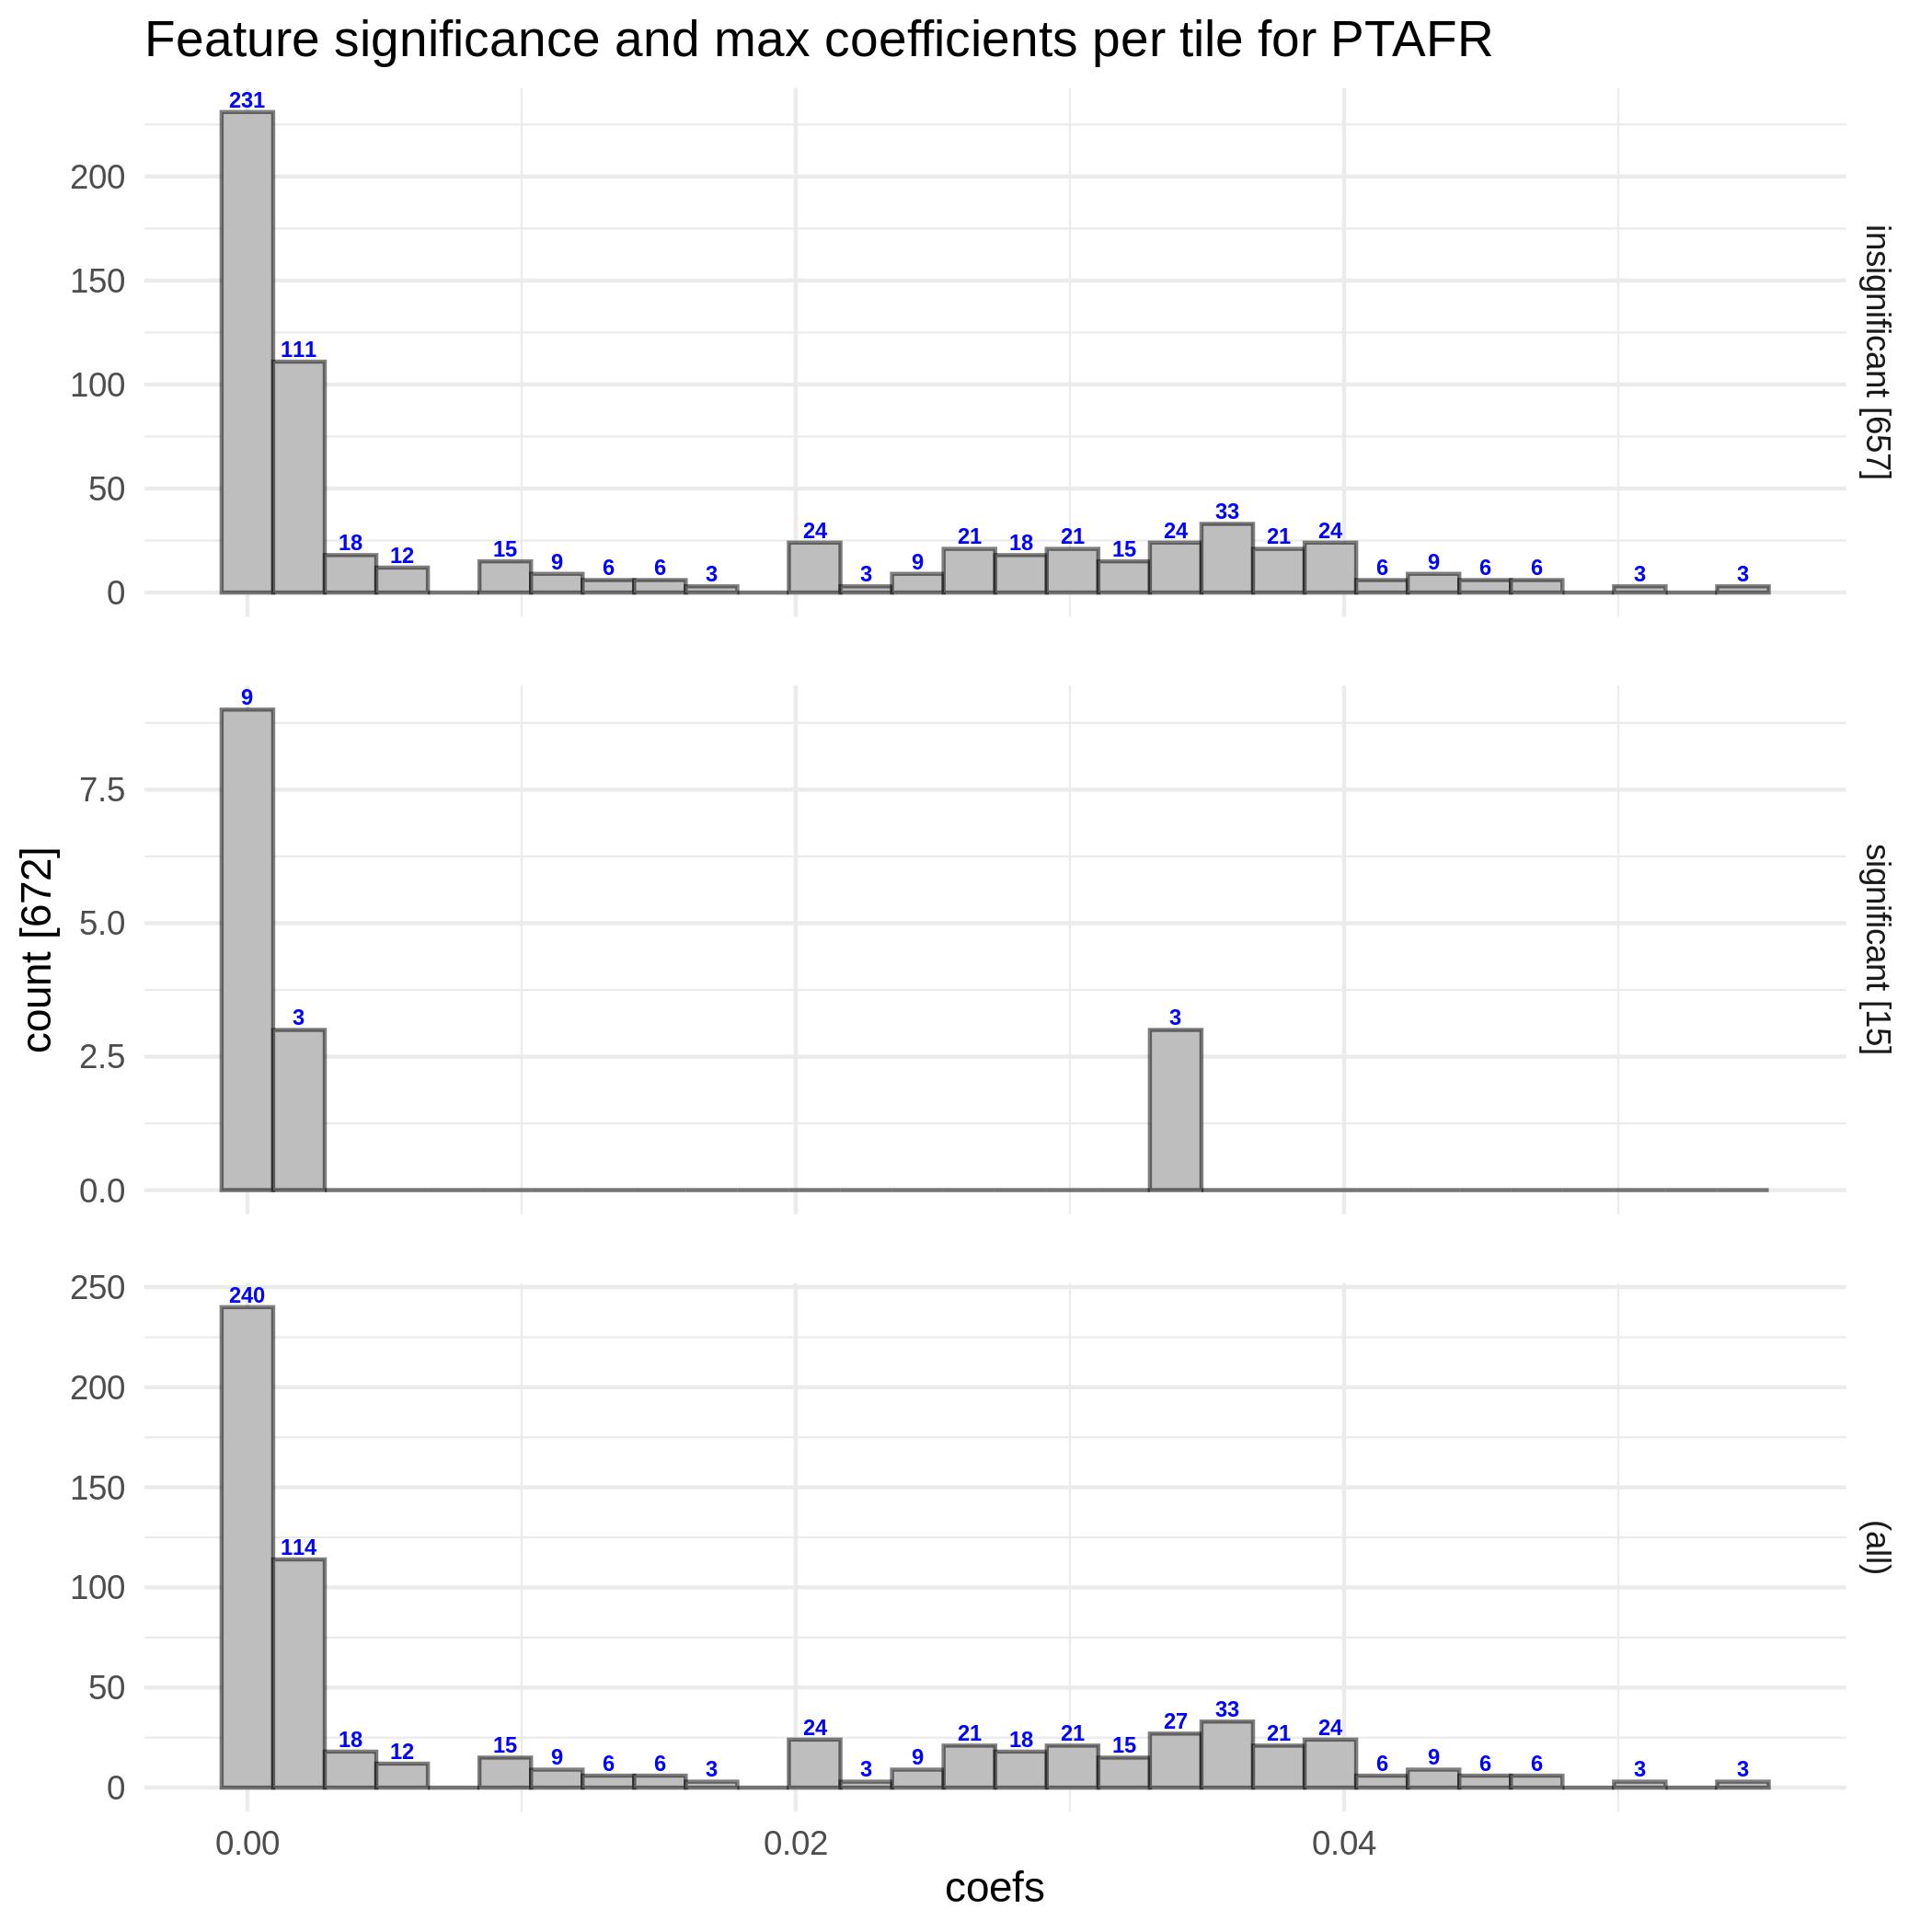 Feature significance and max coefficients per tile for PTAFR
231
200
150
111
100
50
33
24 21 18 21 15 24 21 24
18 12 15 9 6 6 3 3 9 6 9 6 6 3 3
0
insignificant [657]
9
7.5
5.0
3 3
2.5
0.0
significant [15]
count [672]
250
240
200
150
114
100
50
33
24 21 18 21 15 27 21 24
18 12 15 9 6 6 3 3 9 6 9 6 6 3 3
0
(all)
0.00 0.02 0.04
coefs